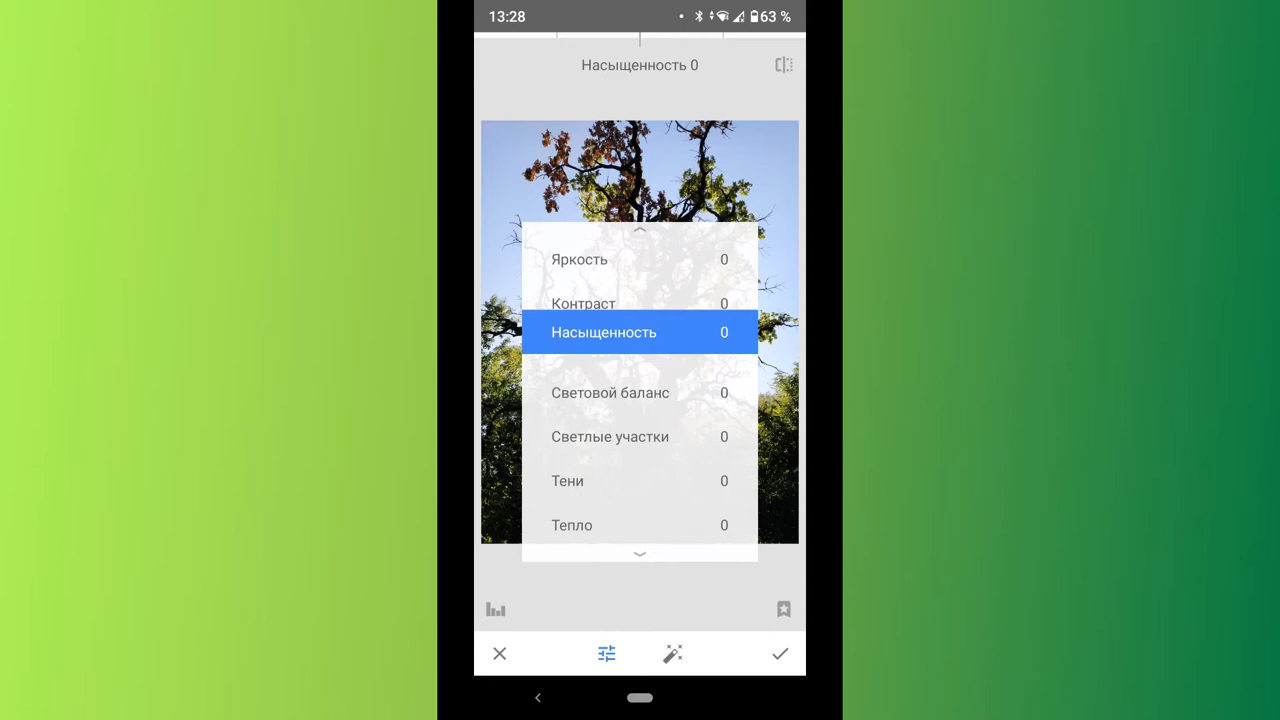 13:28 63 %
Насыщенность 0
Яркость 0
Контраст 0
Насыщенность 0
Световой баланс 0
Светлые участки 0
Тени 0
Тепло 0